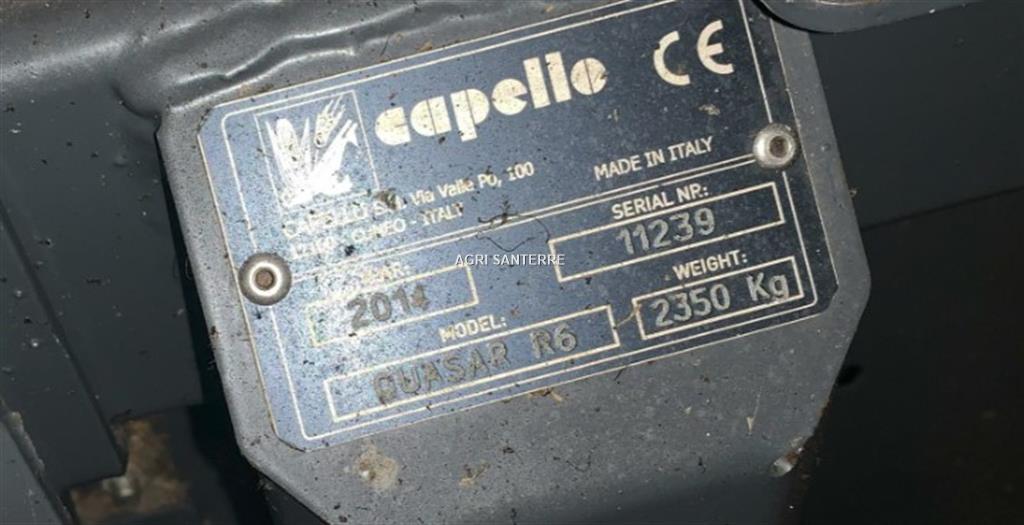 capello CE
Via Valle Po, 100
MADE IN ITALY
CUNEO - ITALY
SERIAL NR:
11239
AGRI SANTERRE
2014
WEIGHT:
2350 Kg
MODEL:
QUASAR R6